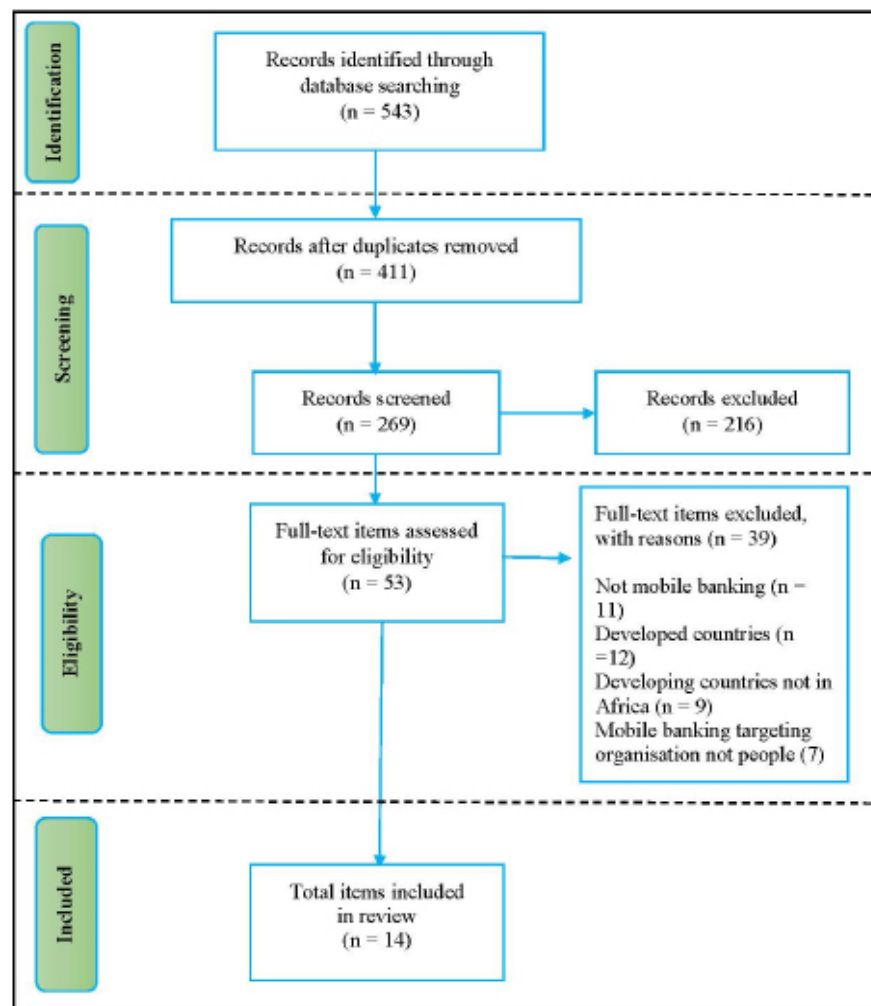 Identification
Records identified through
database searching
(n = 543)
Screening
Records after duplicates removed
(n = 411)
Records screened
(n = 269)
Records excluded
(n = 216)
Eligibility
Full-text items assessed
for eligibility
(n = 53)
Full-text items excluded,
with reasons (n = 39)
Not mobile banking (n =
11)
Developed countries (n
=12)
Developing countries not in
Africa (n = 9)
Mobile banking targeting
organisation not people (7)
Included
Total items included
in review
(n = 14)